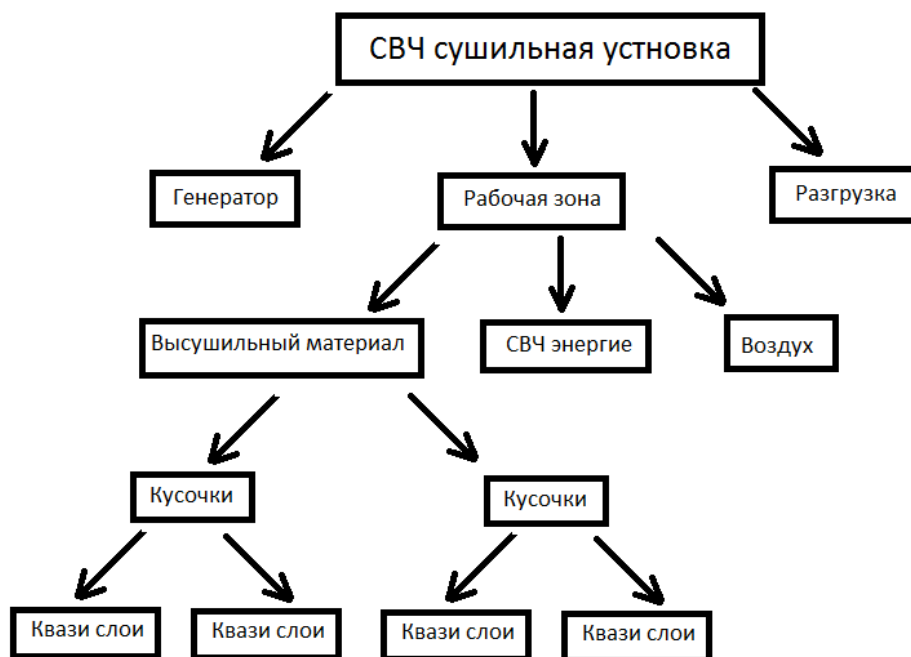 СВЧ сушильная устновка
Генератор
Рабочая зона
Разгрузка
Высушильный материал
СВЧ энергие
Воздух
Кусочки
Кусочки
Квази слои
Квази слои
Квази слои
Квази слои